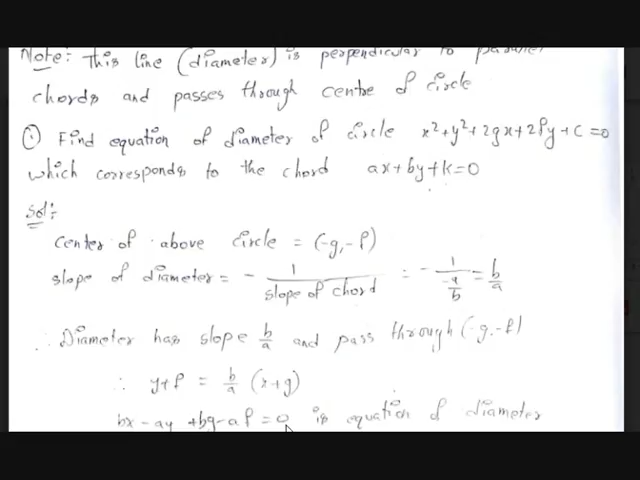 Note: This line (diameter) is perpendicular to parallel
chords and passes through centre of circle
① Find equation of diameter of circle x²+y²+2gx+2fy+c=0
which corresponds to the chord ax+by+k=0
Sol:
Center of above circle = (-g,-f)
slope of diameter = - 1/slope of chord = - 1/(-a/b) = b/a
∴ Diameter has slope b/a and pass through (-g,-f)
∴ y+f = b/a (x+g)
bx-ay+bg-af=0 is equation of diameter